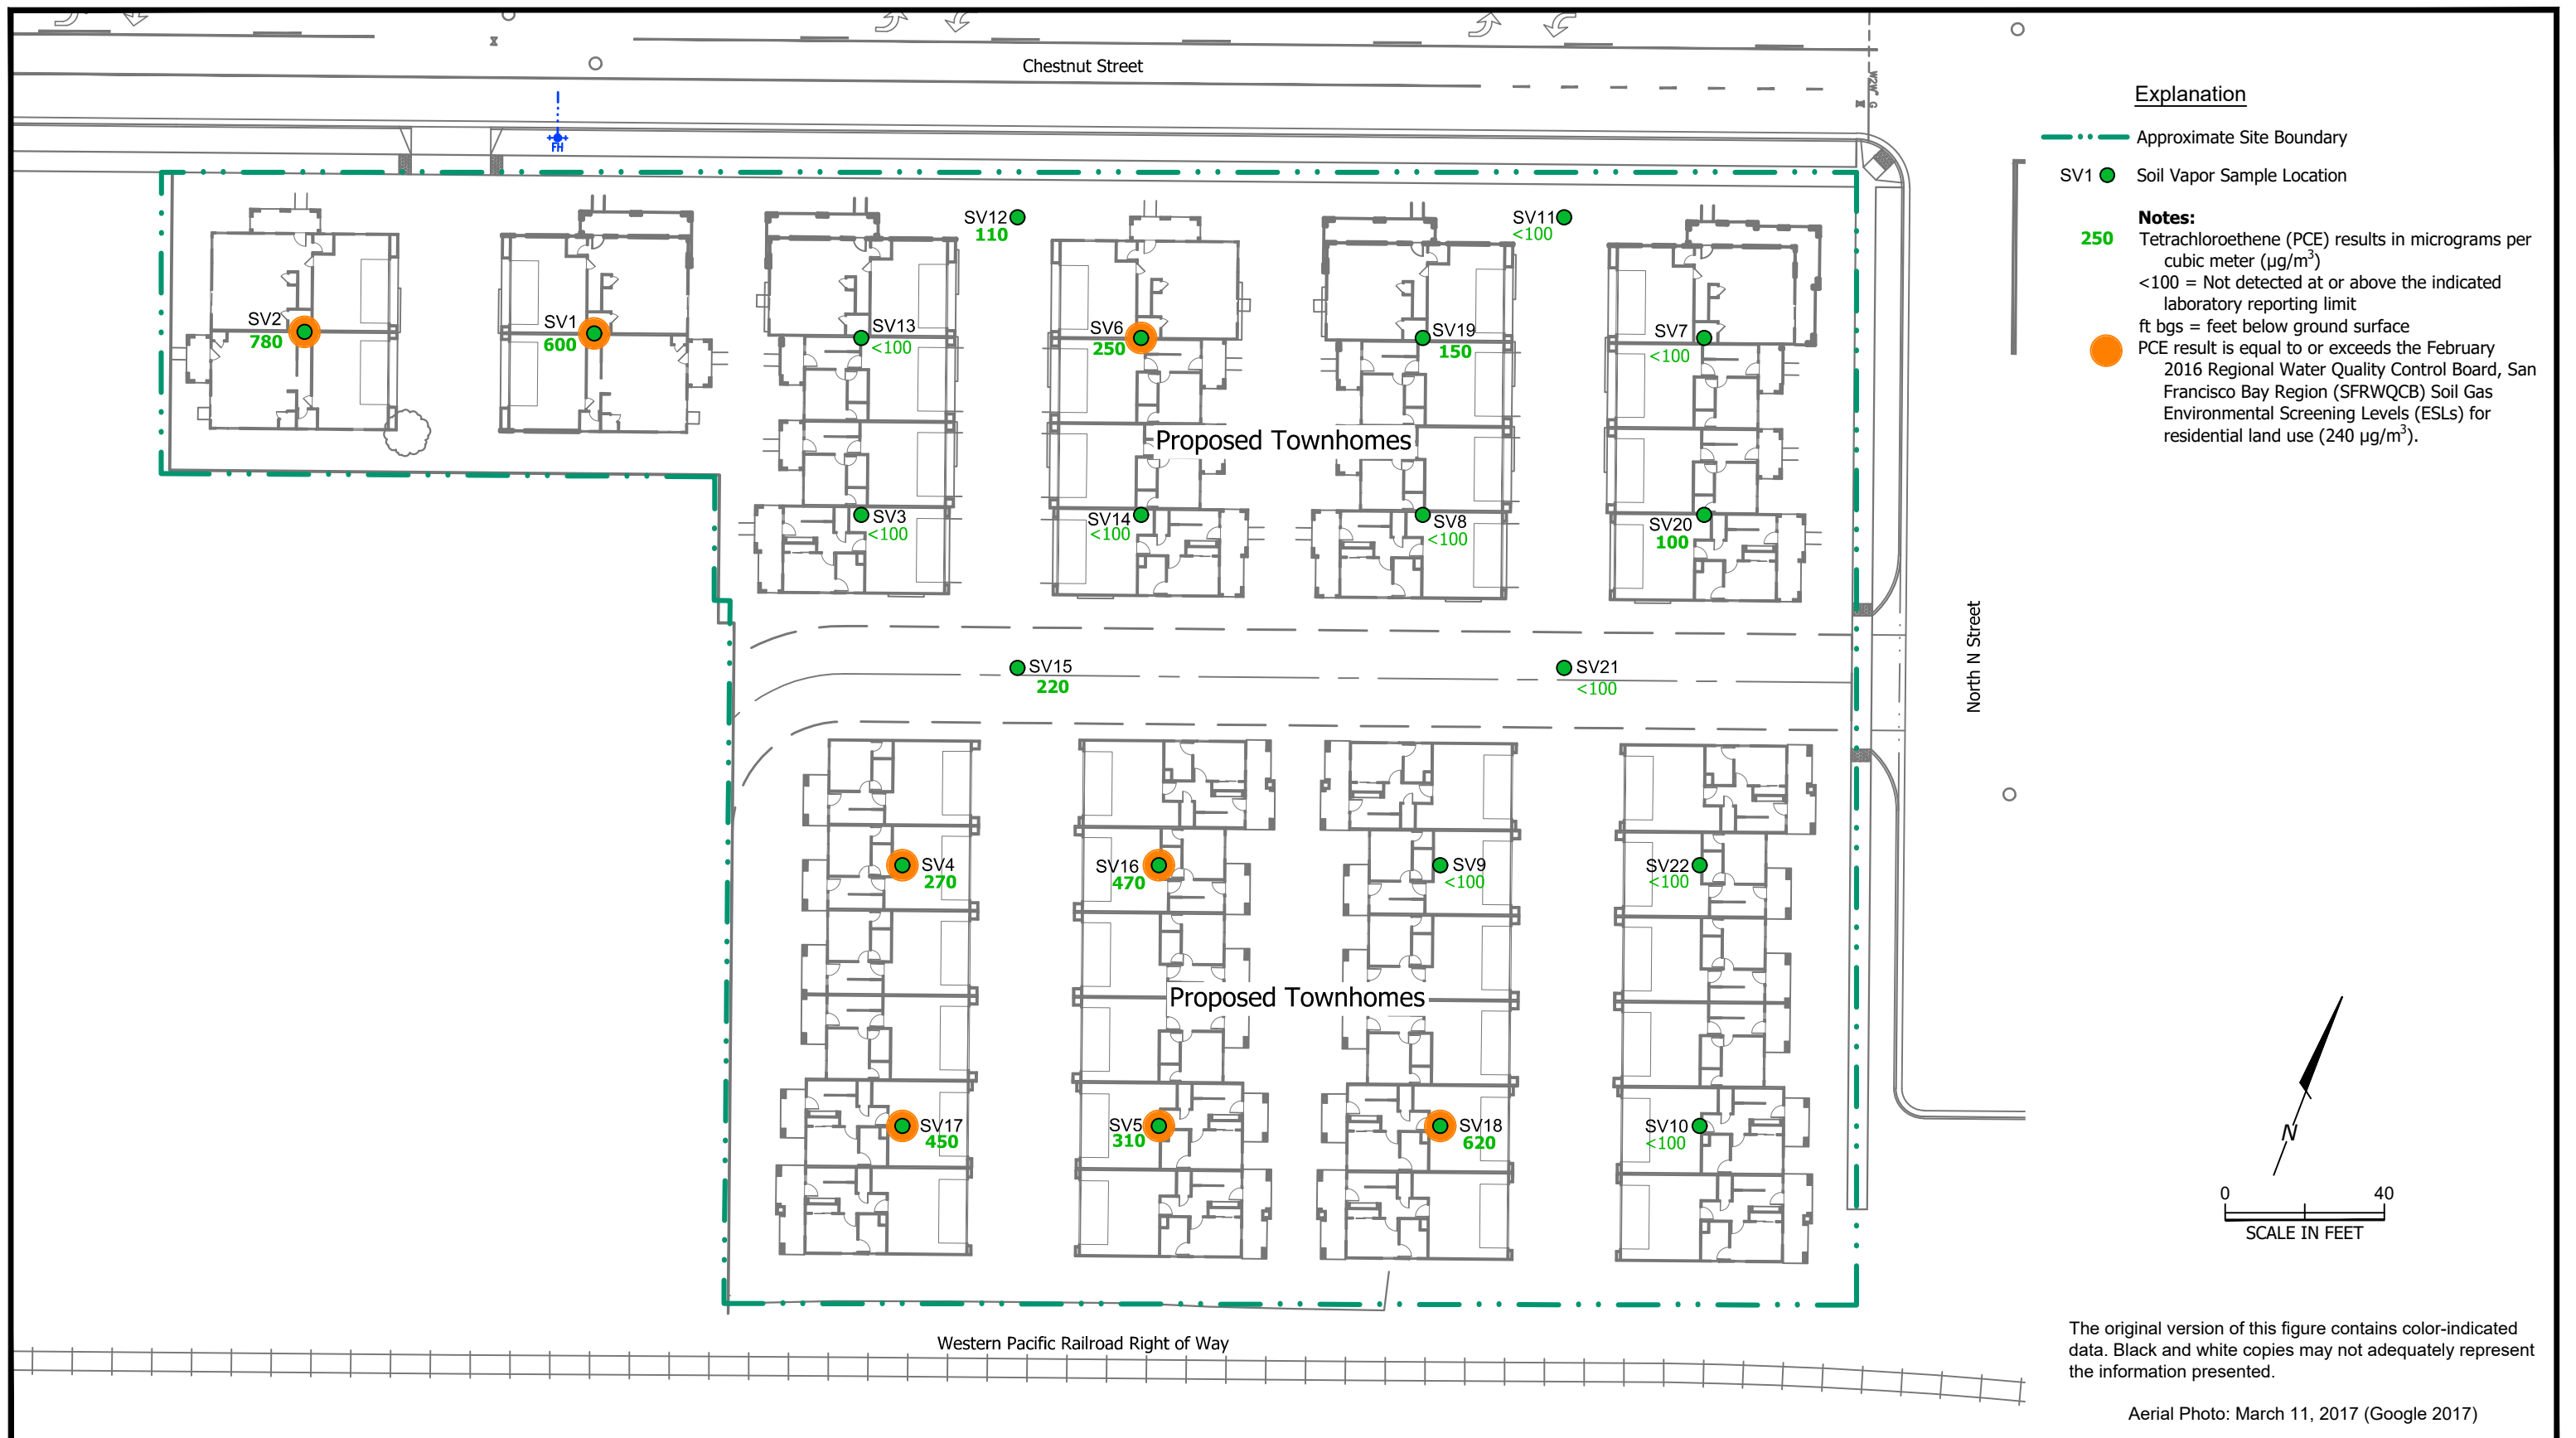 Chestnut Street
W2W" G
FH
Explanation
Approximate Site Boundary
SV1
Soil Vapor Sample Location
Notes:
250
Tetrachloroethene (PCE) results in micrograms per
cubic meter (µg/m³)
<100 = Not detected at or above the indicated
laboratory reporting limit
ft bgs = feet below ground surface
PCE result is equal to or exceeds the February
2016 Regional Water Quality Control Board, San
Francisco Bay Region (SFRWQCB) Soil Gas
Environmental Screening Levels (ESLs) for
residential land use (240 µg/m³).
SV12
110
SV11
<100
SV2
780
SV1
600
SV13
<100
SV6
250
SV19
150
SV7
<100
Proposed Townhomes
SV3
<100
SV14
<100
SV8
<100
SV20
100
SV15
220
SV21
<100
North N Street
SV4
270
SV16
470
SV9
<100
SV22
<100
Proposed Townhomes
SV17
450
SV5
310
SV18
620
SV10
<100
N
0 40
SCALE IN FEET
Western Pacific Railroad Right of Way
The original version of this figure contains color-indicated
data. Black and white copies may not adequately represent
the information presented.
Aerial Photo: March 11, 2017 (Google 2017)